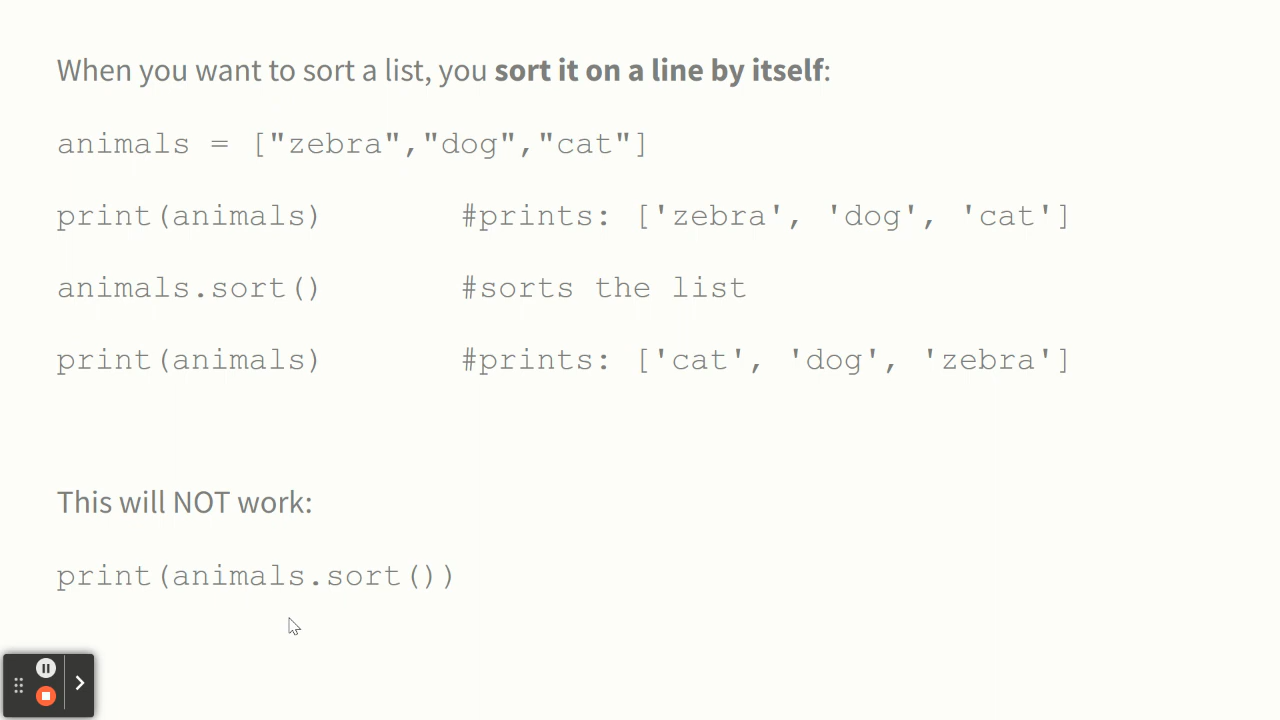 When you want to sort a list, you sort it on a line by itself:
animals = ["zebra","dog","cat"]
print(animals) #prints: ['zebra', 'dog', 'cat']
animals.sort() #sorts the list
print(animals) #prints: ['cat', 'dog', 'zebra']
This will NOT work:
print(animals.sort())